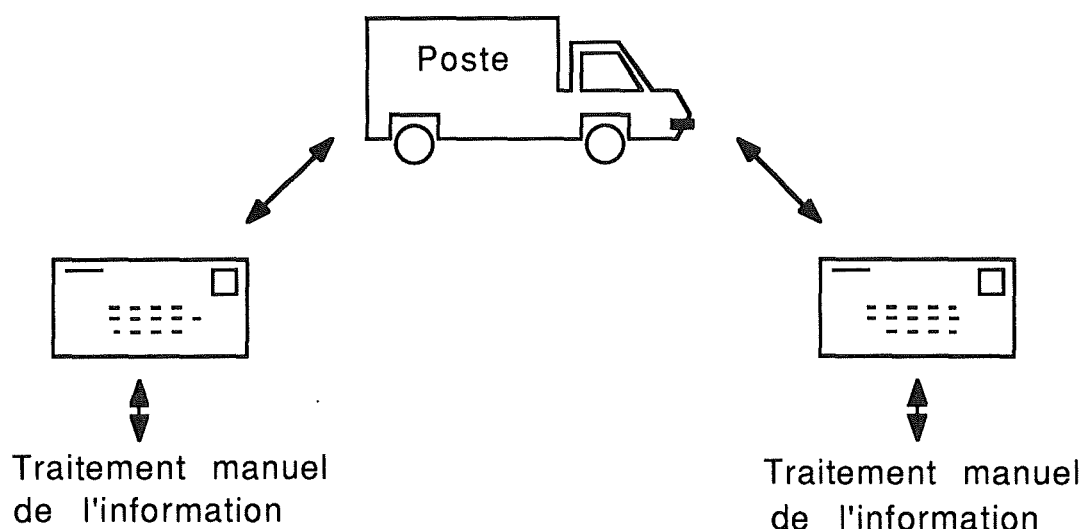 Poste
Traitement manuel
de l'information
Traitement manuel
de l'information